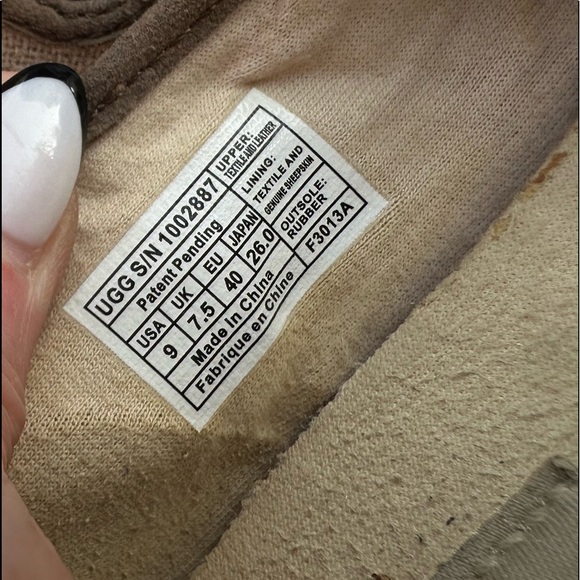 UGG S/N 1002887
Patent Pending
USA UK EU JAPAN
9 7.5 40 26.0
Made in China
Fabrique en Chine
UPPER:
TEXTILE AND LEATHER
LINING:
TEXTILE AND
GENUINE SHEEPSKIN
OUTSOLE:
RUBBER
F3013A